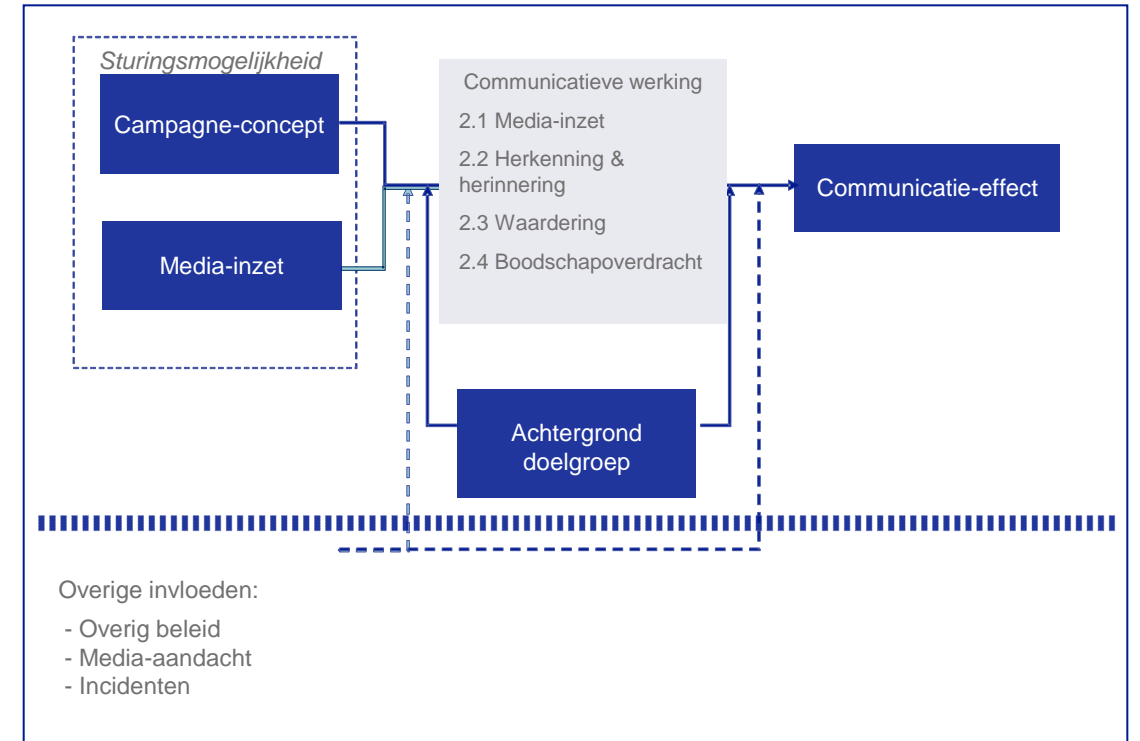 Sturingsmogelijkheid
Campagne-concept
Media-inzet
Communicatieve werking
2.1 Media-inzet
2.2 Herkenning &
herinnering
2.3 Waardering
2.4 Boodschapoverdracht
Communicatie-effect
Achtergrond
doelgroep
Overige invloeden:
- Overig beleid
- Media-aandacht
- Incidenten